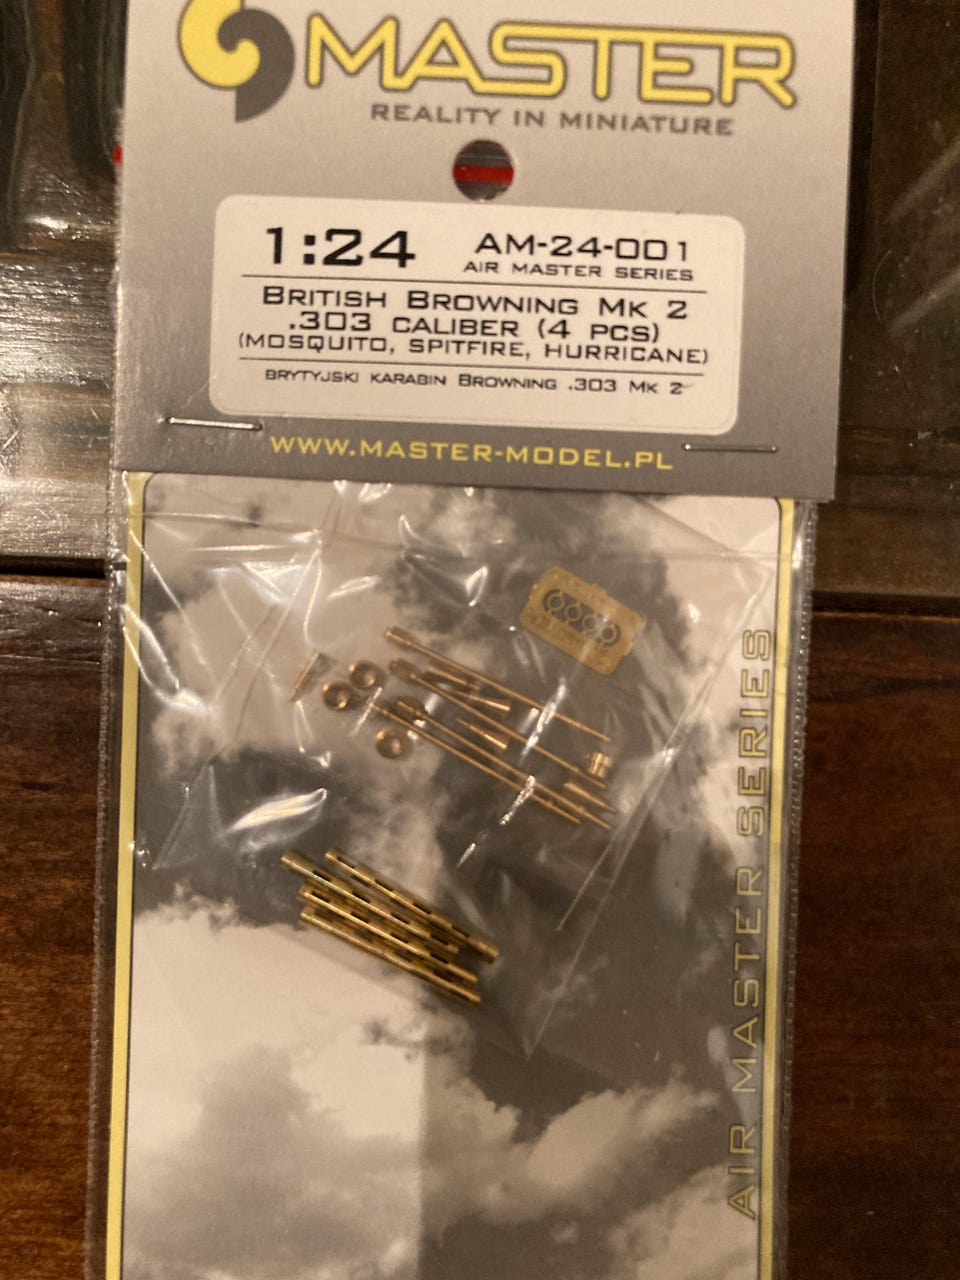 MASTER
REALITY IN MINIATURE
1:24
AM-24-001
AIR MASTER SERIES
BRITISH BROWNING MK 2
.303 CALIBER (4 PCS)
(MOSQUITO, SPITFIRE, HURRICANE)
BRYTYJSKI KARABIN BROWNING .303 MK 2
WWW.MASTER-MODEL.PL
AIR MASTER SERIES